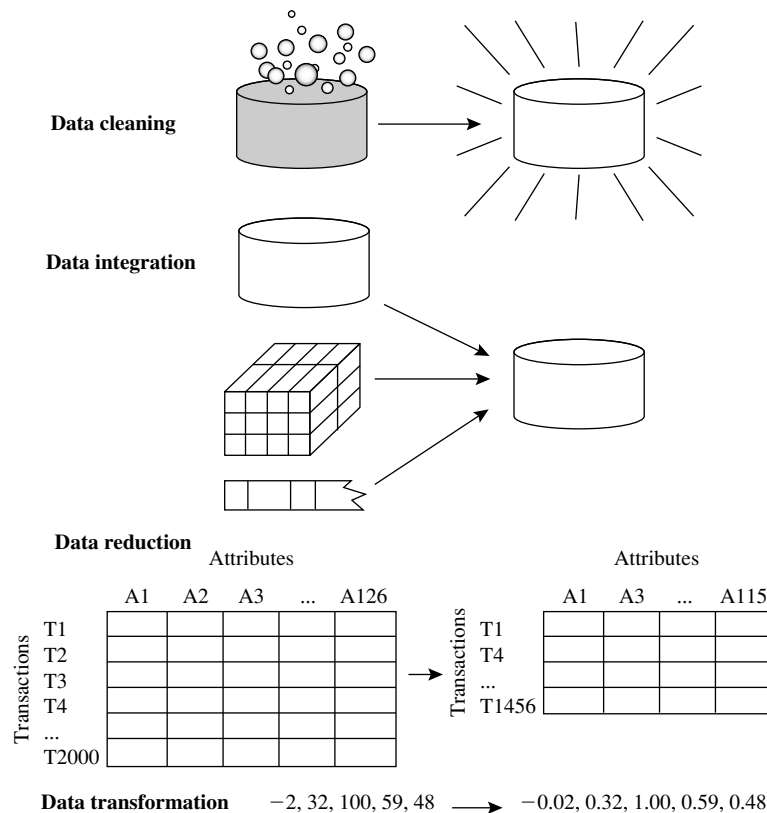 Data cleaning
Data integration
Data reduction
Attributes
A1 A2 A3 ... A126
Transactions
T1
T2
T3
T4
...
T2000
Attributes
A1 A3 ... A115
Transactions
T1
T4
...
T1456
Data transformation −2, 32, 100, 59, 48 −0.02, 0.32, 1.00, 0.59, 0.48